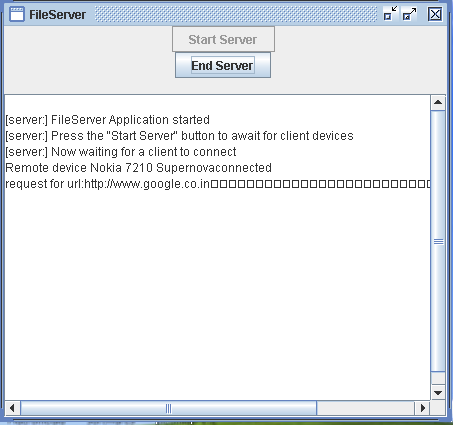 FileServer
Start Server
End Server
[server:] FileServer Application started
[server:] Press the "Start Server" button to await for client devices
[server:] Now waiting for a client to connect
Remote device Nokia 7210 Supernovaconnected
request for url:http://www.google.co.in